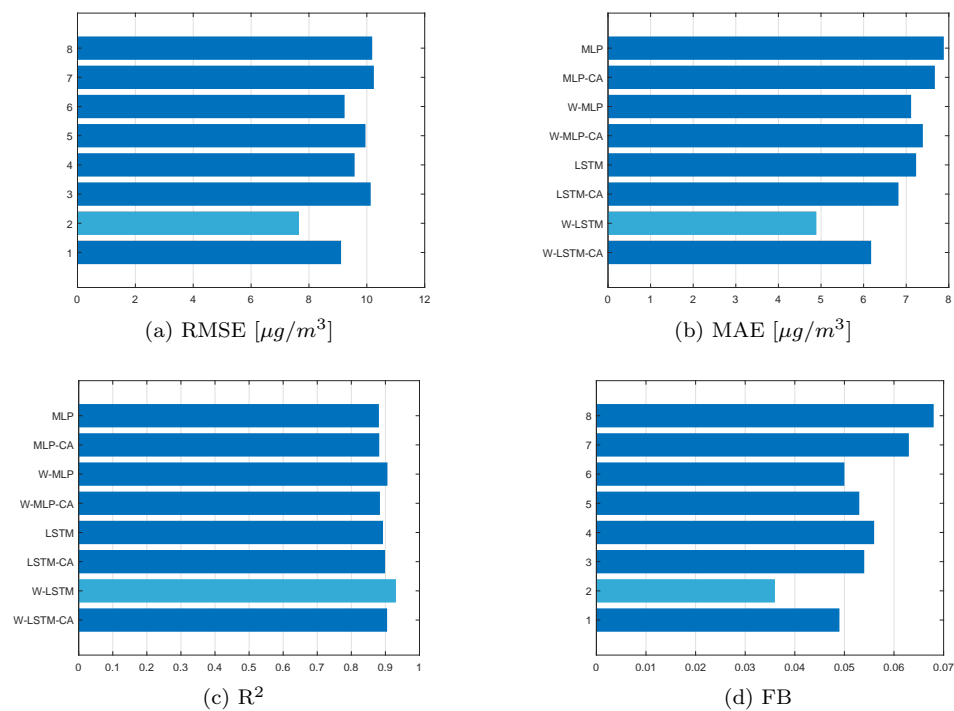 8
7
6
5
4
3
2
1
0 2 4 6 8 10 12
(a) RMSE [μg/m³]
MLP
MLP-CA
W-MLP
W-MLP-CA
LSTM
LSTM-CA
W-LSTM
W-LSTM-CA
0 1 2 3 4 5 6 7 8
(b) MAE [μg/m³]
MLP
MLP-CA
W-MLP
W-MLP-CA
LSTM
LSTM-CA
W-LSTM
W-LSTM-CA
0 0.1 0.2 0.3 0.4 0.5 0.6 0.7 0.8 0.9 1
(c) R²
8
7
6
5
4
3
2
1
0 0.01 0.02 0.03 0.04 0.05 0.06 0.07
(d) FB